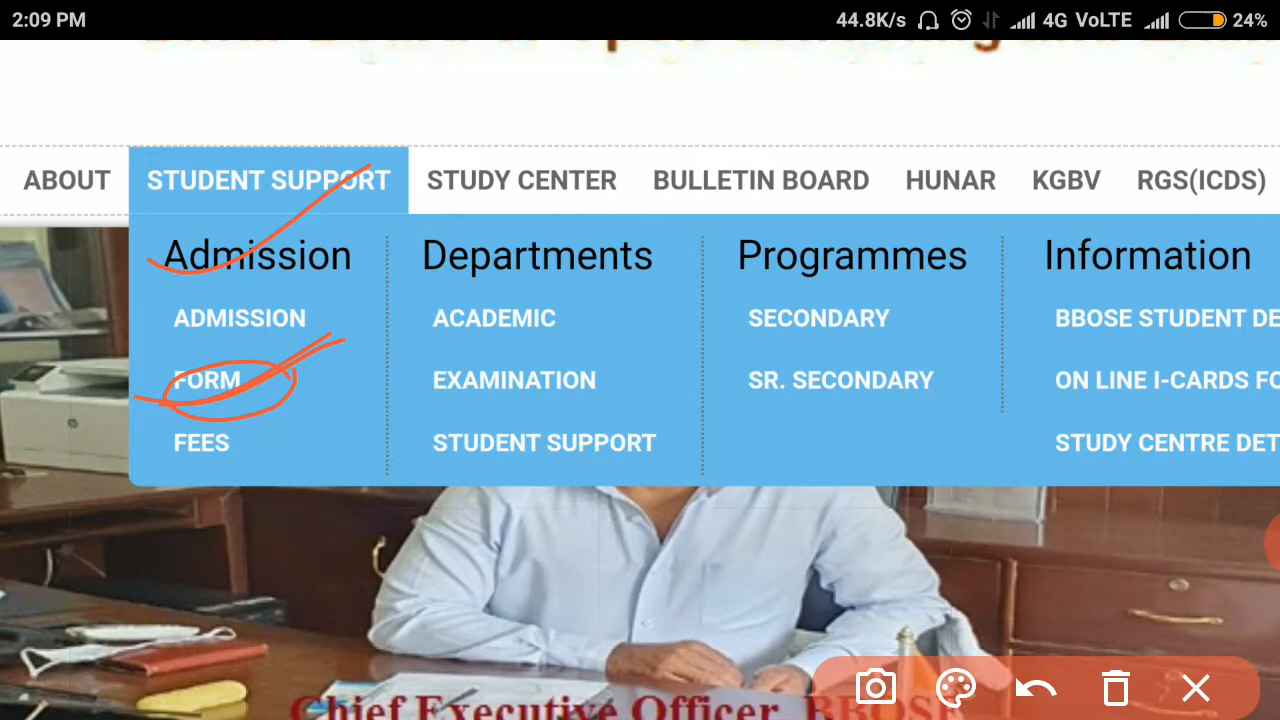 2:09 PM 44.8K/s 4G VoLTE 24%
ABOUT STUDENT SUPPORT STUDY CENTER BULLETIN BOARD HUNAR KGBV RGS(ICDS)
Admission Departments Programmes Information
ADMISSION ACADEMIC SECONDARY BBOSE STUDENT DE
FORM EXAMINATION SR. SECONDARY ON LINE I-CARDS FO
FEES STUDENT SUPPORT STUDY CENTRE DET
Chief Executive Officer, BBOSE